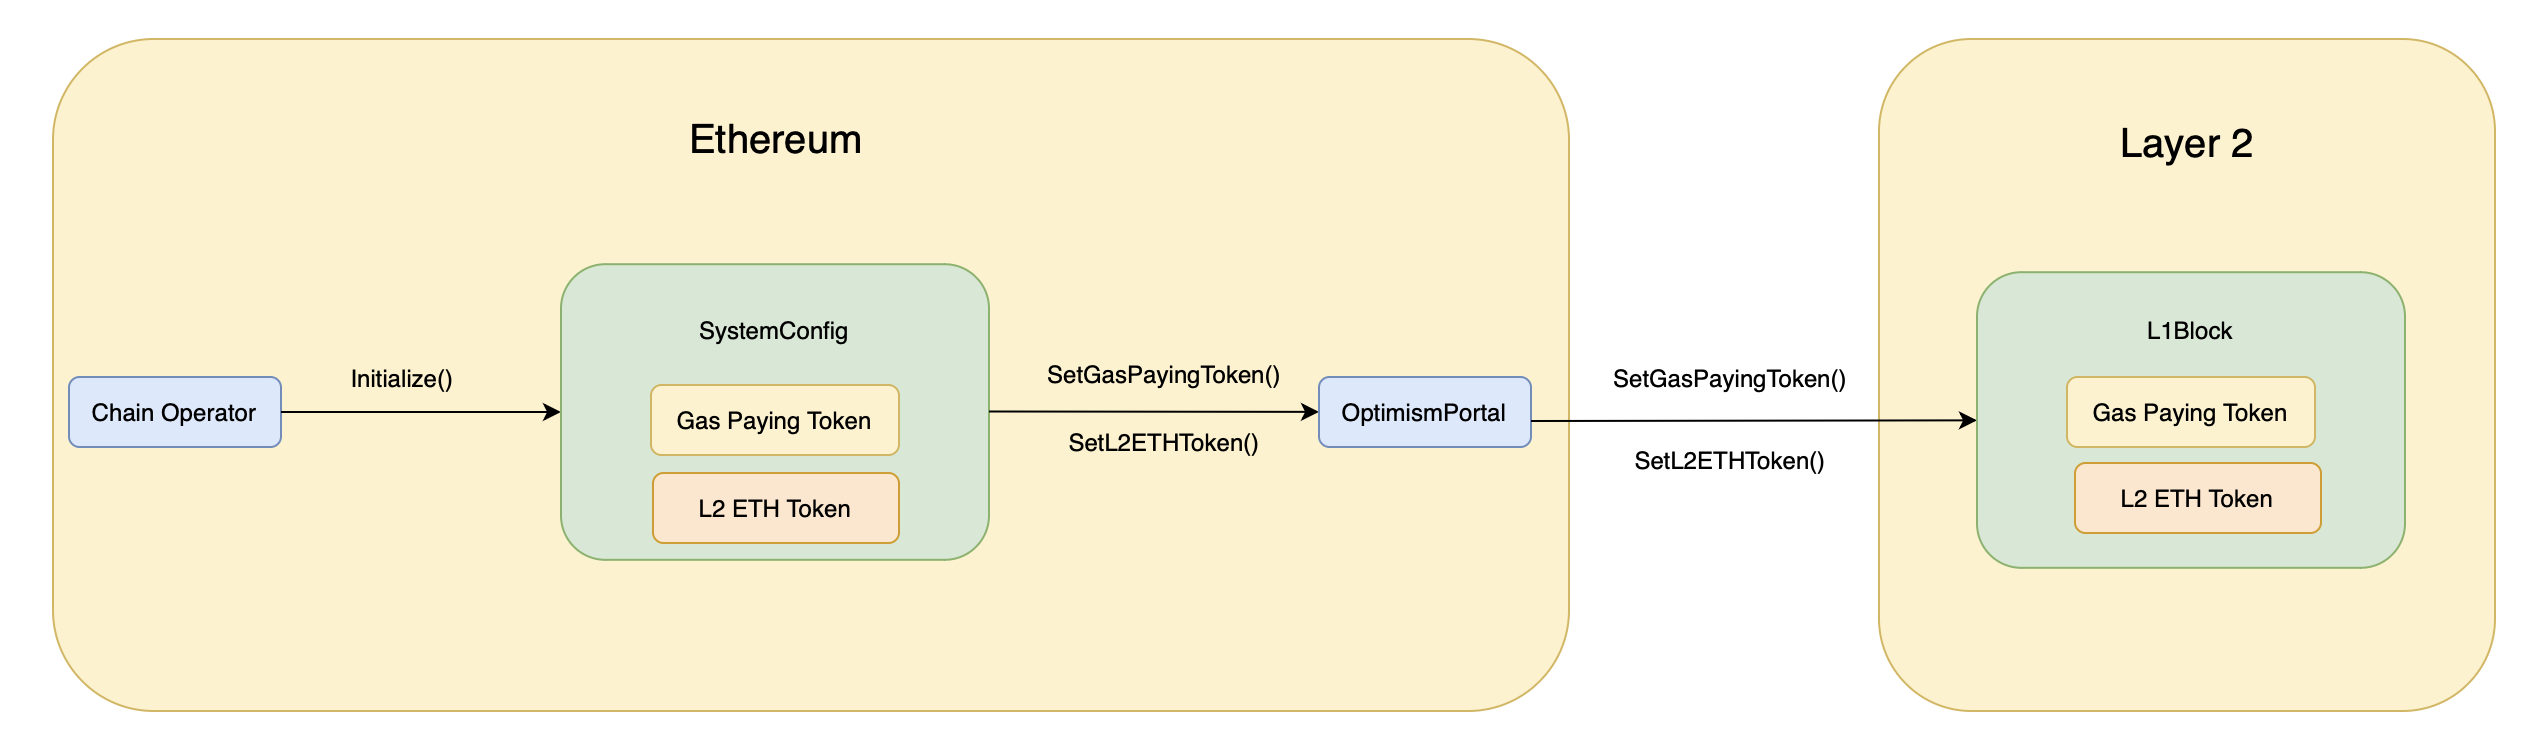 Ethereum
Layer 2
Chain Operator
Initialize()
SystemConfig
Gas Paying Token
L2 ETH Token
SetGasPayingToken()
SetL2ETHToken()
OptimismPortal
SetGasPayingToken()
SetL2ETHToken()
L1Block
Gas Paying Token
L2 ETH Token